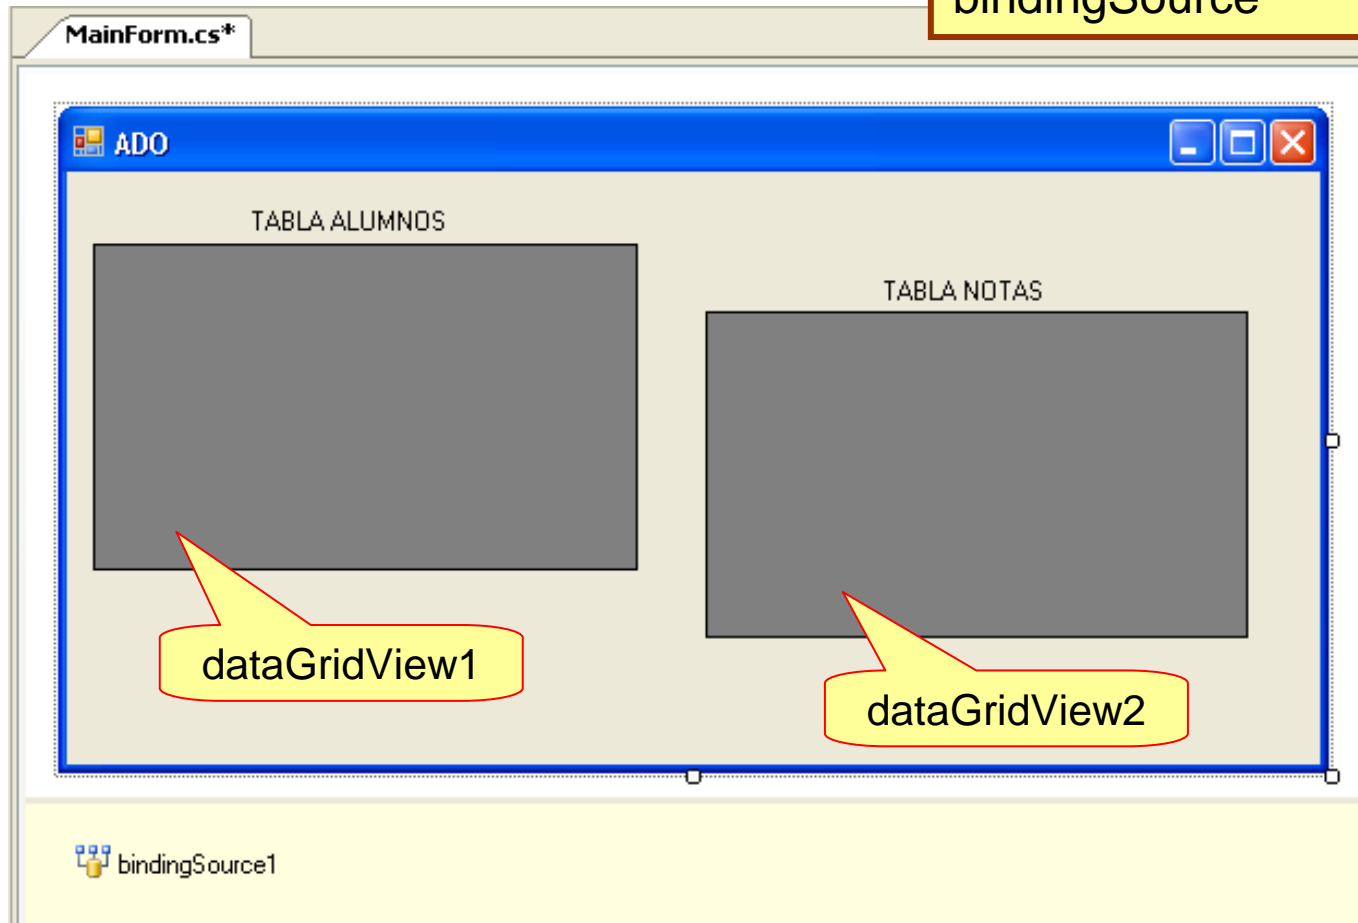 bindingSource
MainForm.cs*
ADO
TABLA ALUMNOS
TABLA NOTAS
dataGridView1
dataGridView2
bindingSource1